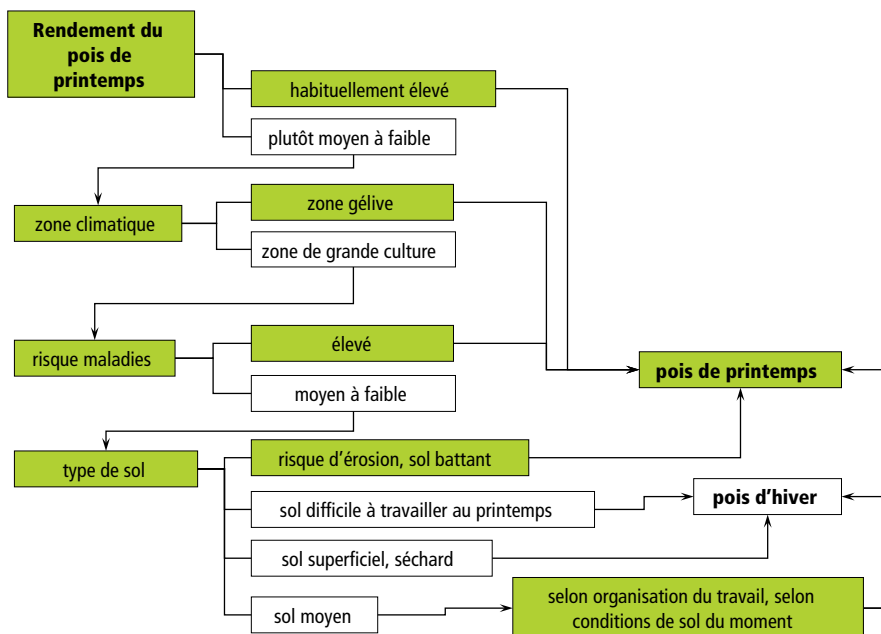 Rendement du
pois de
printemps
habituellement élevé
plutôt moyen à faible
zone climatique
zone gélive
zone de grande culture
risque maladies
élevé
moyen à faible
pois de printemps
type de sol
risque d'érosion, sol battant
sol difficile à travailler au printemps
pois d'hiver
sol superficiel, séchard
sol moyen
selon organisation du travail, selon
conditions de sol du moment